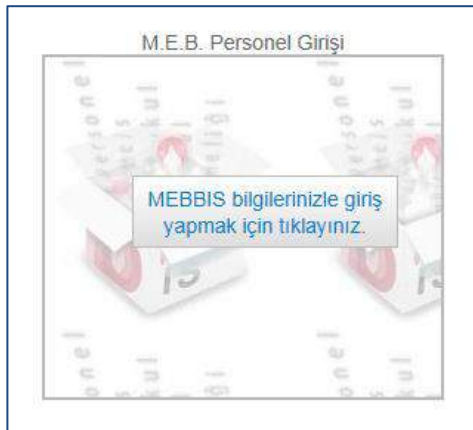 M.E.B. Personel Girişi
MEBBIS bilgilerinizle giriş
yapmak için tıklayınız.